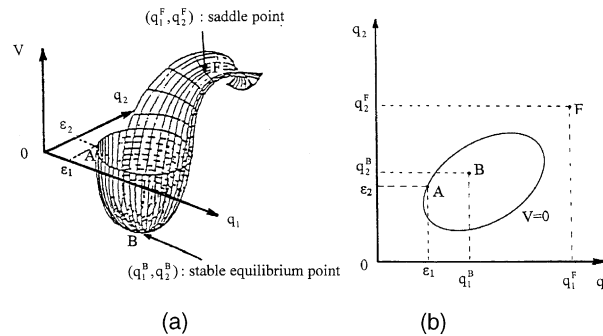 (q₁ᶠ,q₂ᶠ) : saddle point
V
F
q₂
ε₂
0
A
ε₁
q₁
B
(q₁ᴮ,q₂ᴮ) : stable equilibrium point
(a)
q₂
q₂ᶠ
F
q₂ᴮ
B
ε₂
A
V=0
0
ε₁
q₁ᴮ
q₁ᶠ
q
(b)